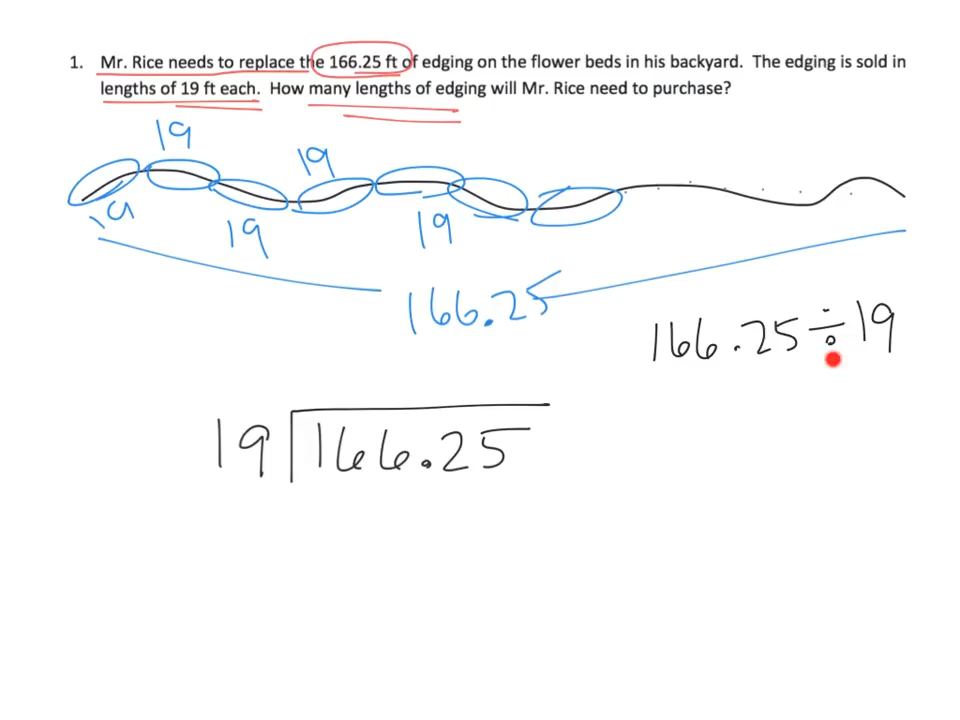 1. Mr. Rice needs to replace the 166.25 ft of edging on the flower beds in his backyard. The edging is sold in
lengths of 19 ft each. How many lengths of edging will Mr. Rice need to purchase?
19
19
19
19
19
166.25
166.25 ÷ 19
19 166.25